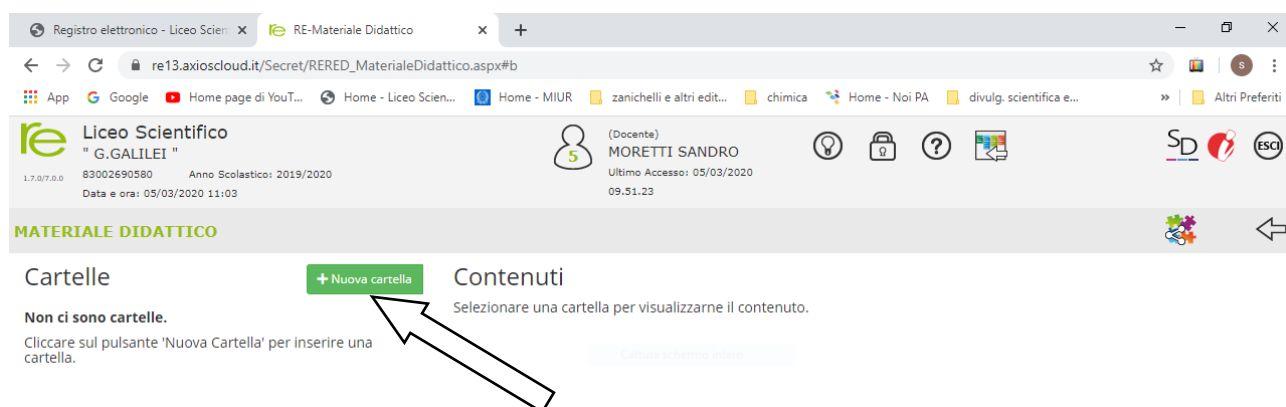 Registro elettronico - Liceo Scien
RE-Materiale Didattico
re13.axioscloud.it/Secret/RERED_MaterialeDidattico.aspx#b
S
App
Google
Home page di YouT...
Home - Liceo Scien...
Home - MIUR
zanichelli e altri edit...
chimica
Home - Noi PA
divulg. scientifica e...
»
Altri Preferiti
re
1.7.0/7.0.0
Liceo Scientifico
" G.GALILEI "
83002690580 Anno Scolastico: 2019/2020
Data e ora: 05/03/2020 11:03
5
(Docente)
MORETTI SANDRO
Ultimo Accesso: 05/03/2020
09.51.23
?
SD
ESCI
MATERIALE DIDATTICO
Cartelle
+ Nuova cartella
Non ci sono cartelle.
Cliccare sul pulsante 'Nuova Cartella' per inserire una
cartella.
Contenuti
Selezionare una cartella per visualizzarne il contenuto.
Cattura schermo intero